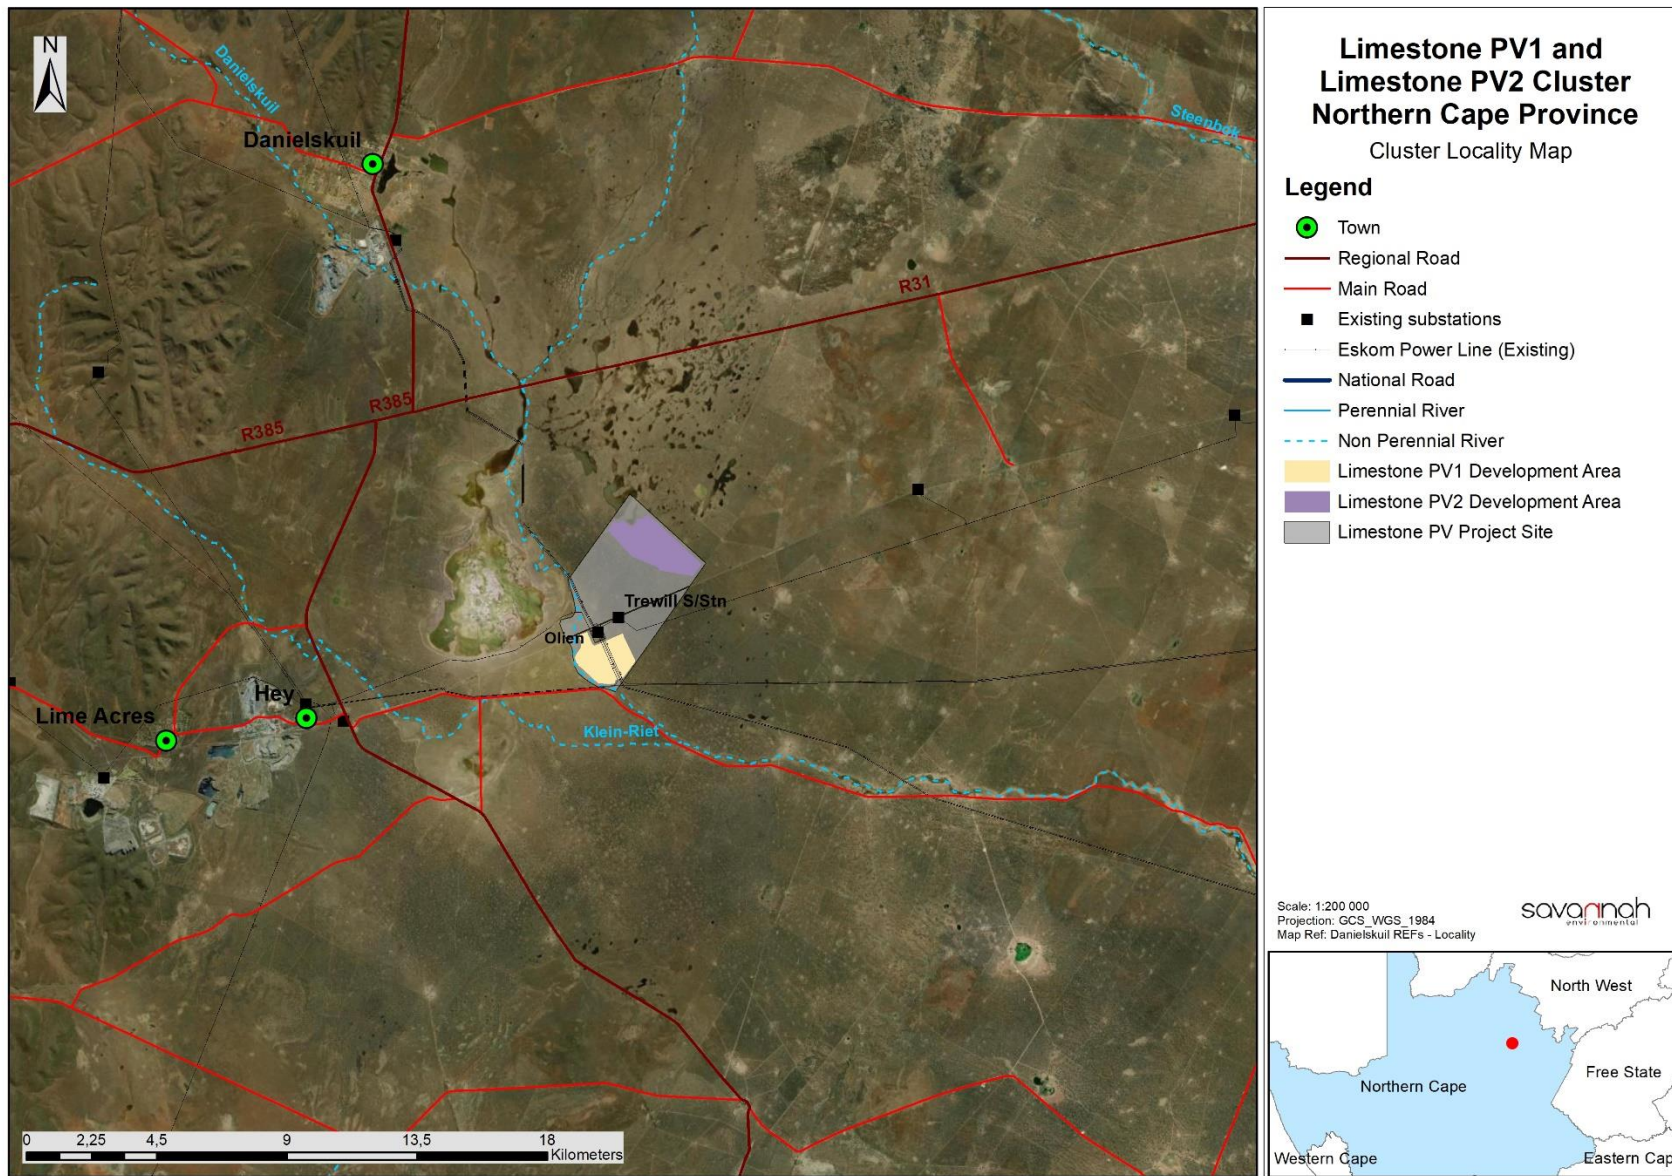 N
Danielskuil
Danielskuil
Steenbok
R31
R385
R385
Trewill S/Stn
Olien
Hey
Lime Acres
Klein-Riet
0 2,25 4,5 9 13,5 18
Kilometers
Limestone PV1 and
Limestone PV2 Cluster
Northern Cape Province
Cluster Locality Map
Legend
Town
Regional Road
Main Road
Existing substations
Eskom Power Line (Existing)
National Road
Perennial River
Non Perennial River
Limestone PV1 Development Area
Limestone PV2 Development Area
Limestone PV Project Site
Scale: 1:200 000
Projection: GCS_WGS_1984
Map Ref: Danielskuil REFs - Locality
savannah
environmental
North West
Northern Cape
Free State
Western Cape
Eastern Cap